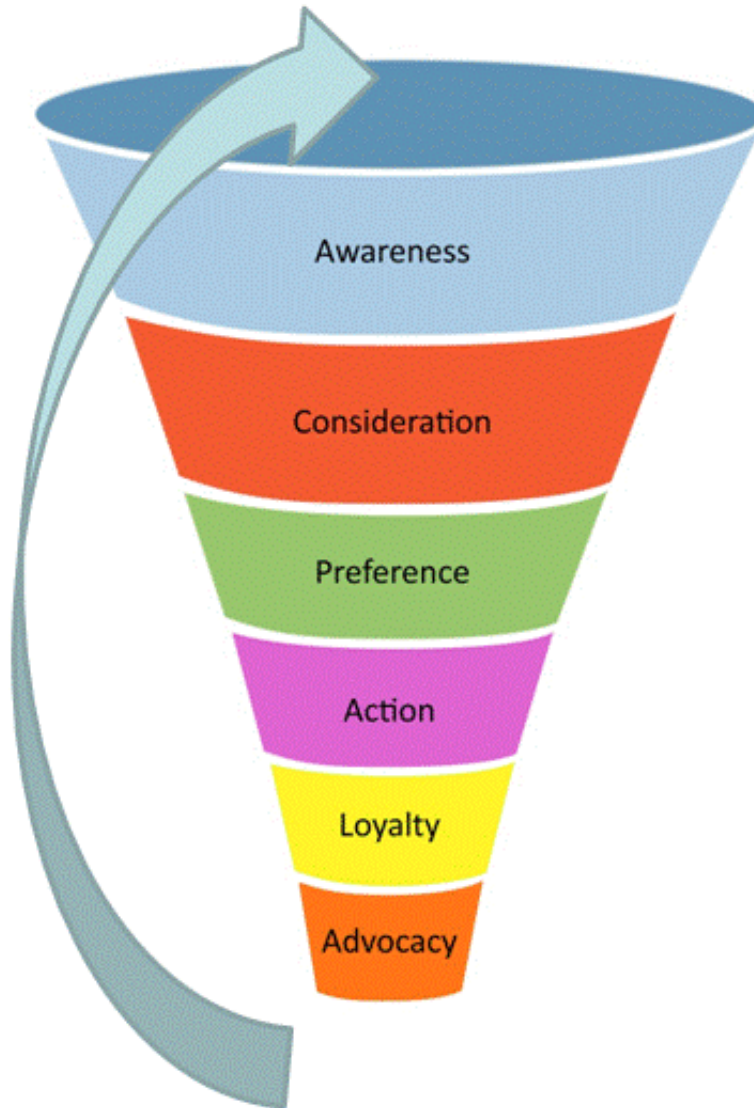 Awareness
Consideration
Preference
Action
Loyalty
Advocacy